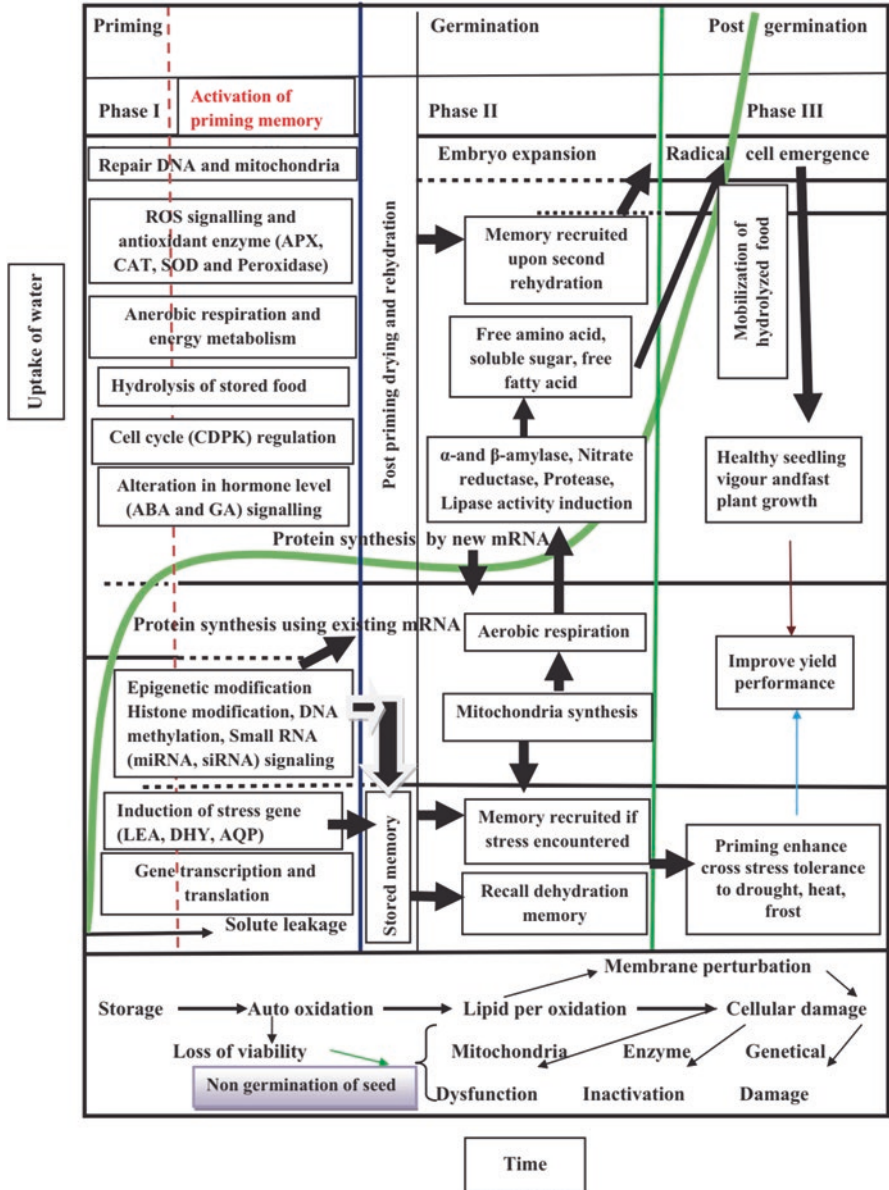 Priming
Germination
Post germination
Phase I
Activation of
priming memory
Phase II
Phase III
Uptake of water
Repair DNA and mitochondria
ROS signalling and
antioxidant enzyme (APX,
CAT, SOD and Peroxidase)
Anerobic respiration and
energy metabolism
Hydrolysis of stored food
Cell cycle (CDPK) regulation
Alteration in hormone level
(ABA and GA) signalling
Post priming drying and rehydration
Embryo expansion
Radical cell emergence
Memory recruited
upon second
rehydration
Mobilization of
hydrolyzed food
Free amino acid,
soluble sugar, free
fatty acid
α-and β-amylase, Nitrate
reductase, Protease,
Lipase activity induction
Healthy seedling
vigour andfast
plant growth
Protein synthesis by new mRNA
Protein synthesis using existing mRNA
Aerobic respiration
Improve yield
performance
Epigenetic modification
Histone modification, DNA
methylation, Small RNA
(miRNA, siRNA) signaling
Mitochondria synthesis
Induction of stress gene
(LEA, DHY, AQP)
Gene transcription and
translation
Solute leakage
Stored memory
Memory recruited if
stress encountered
Recall dehydration
memory
Priming enhance
cross stress tolerance
to drought, heat,
frost
Membrane perturbation
Storage
Auto oxidation
Lipid per oxidation
Cellular damage
Loss of viability
Mitochondria
Enzyme
Genetical
Non germination of seed
Dysfunction
Inactivation
Damage
Time